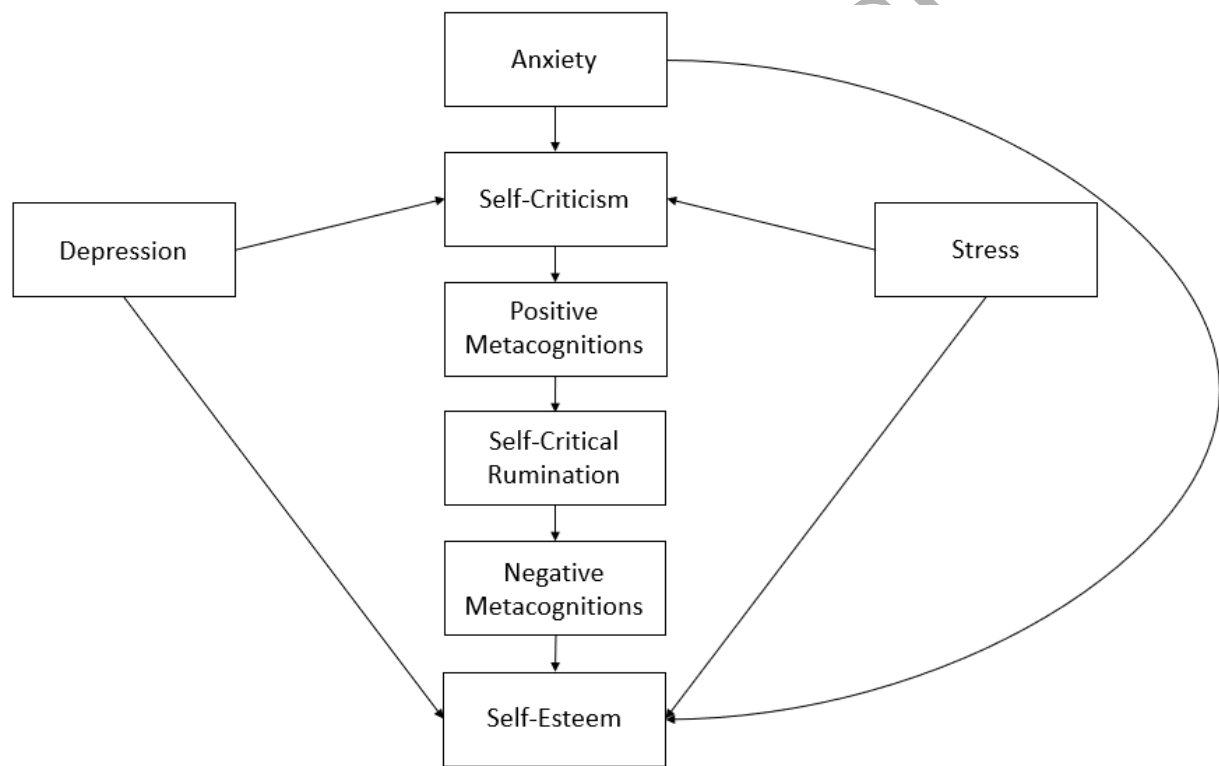 Anxiety
Self-Criticism
Depression
Stress
Positive
Metacognitions
Self-Critical
Rumination
Negative
Metacognitions
Self-Esteem